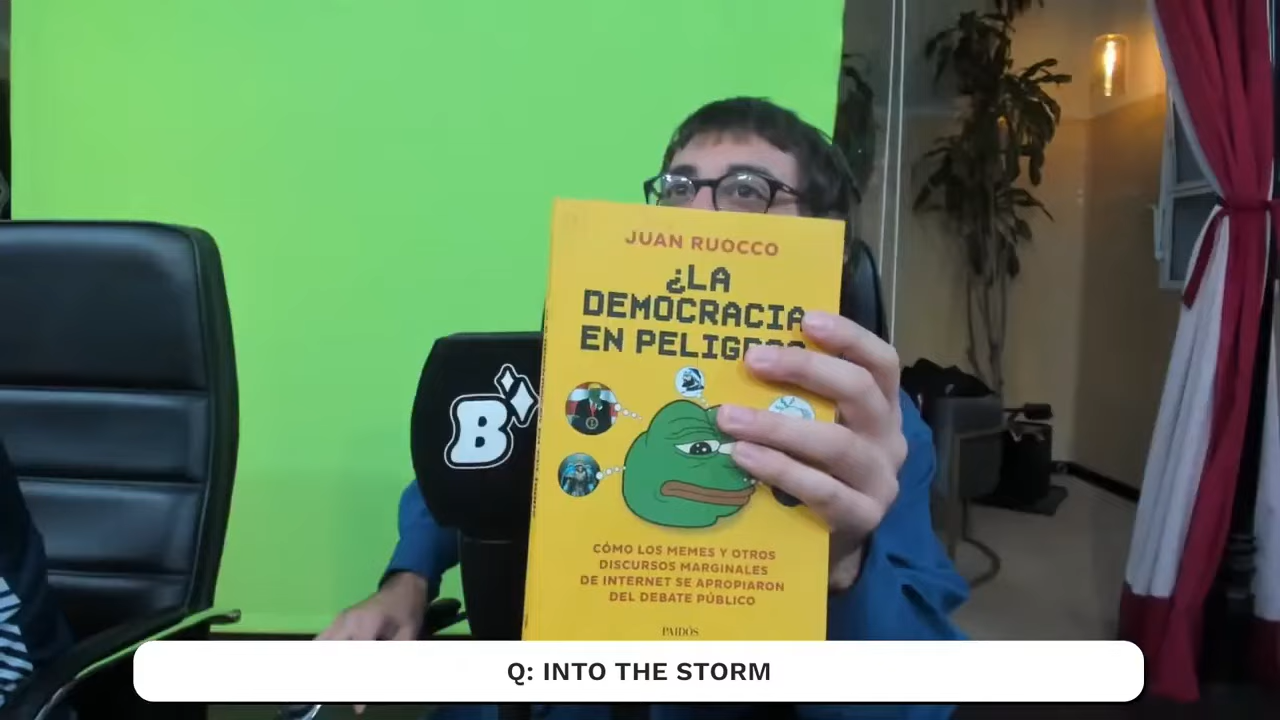 JUAN RUOCCO
¿LA
DEMOCRACIA
EN PELIGRO?
CÓMO LOS MEMES Y OTROS
DISCURSOS MARGINALES
DE INTERNET SE APROPIARON
DEL DEBATE PÚBLICO
PAIDÓS
B
Q: INTO THE STORM